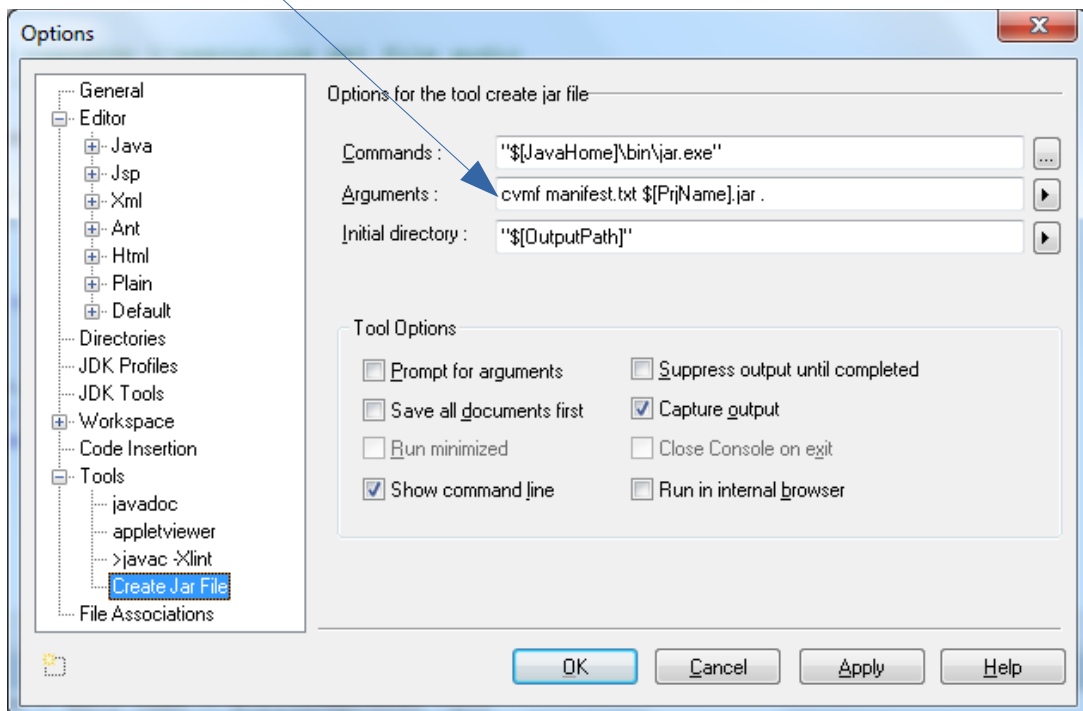 Options
General
Editor
Java
Jsp
Xml
Ant
Html
Plain
Default
Directories
JDK Profiles
JDK Tools
Workspace
Code Insertion
Tools
javadoc
appletviewer
>javac -Xlint
Create Jar File
File Associations
Options for the tool create jar file
Commands : "$[JavaHome]\bin\jar.exe" ...
Arguments : cvmf manifest.txt $[PrjName].jar .
Initial directory : "$[OutputPath]"
Tool Options
Prompt for arguments
Suppress output until completed
Save all documents first
Capture output
Run minimized
Close Console on exit
Show command line
Run in internal browser
OK Cancel Apply Help